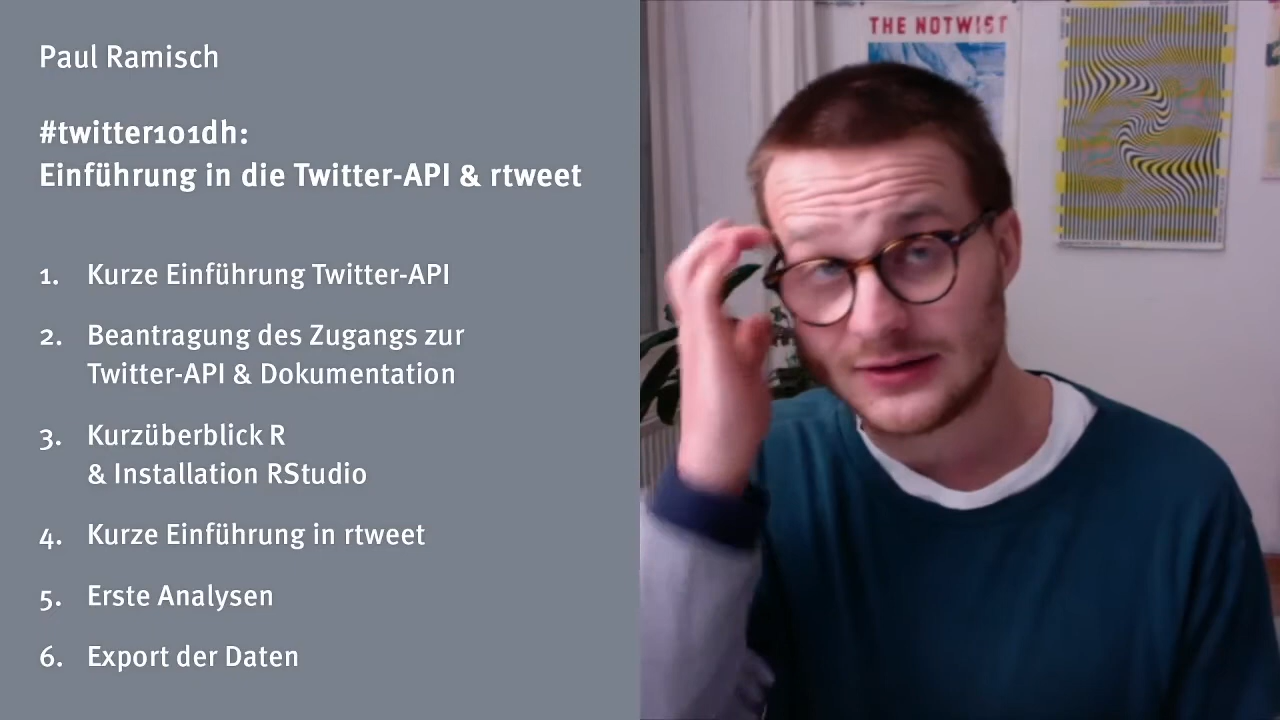 Paul Ramisch
#twitter101dh:
Einführung in die Twitter-API & rtweet
1. Kurze Einführung Twitter-API
2. Beantragung des Zugangs zur
Twitter-API & Dokumentation
3. Kurzüberblick R
& Installation RStudio
4. Kurze Einführung in rtweet
5. Erste Analysen
6. Export der Daten
THE NOTWIST